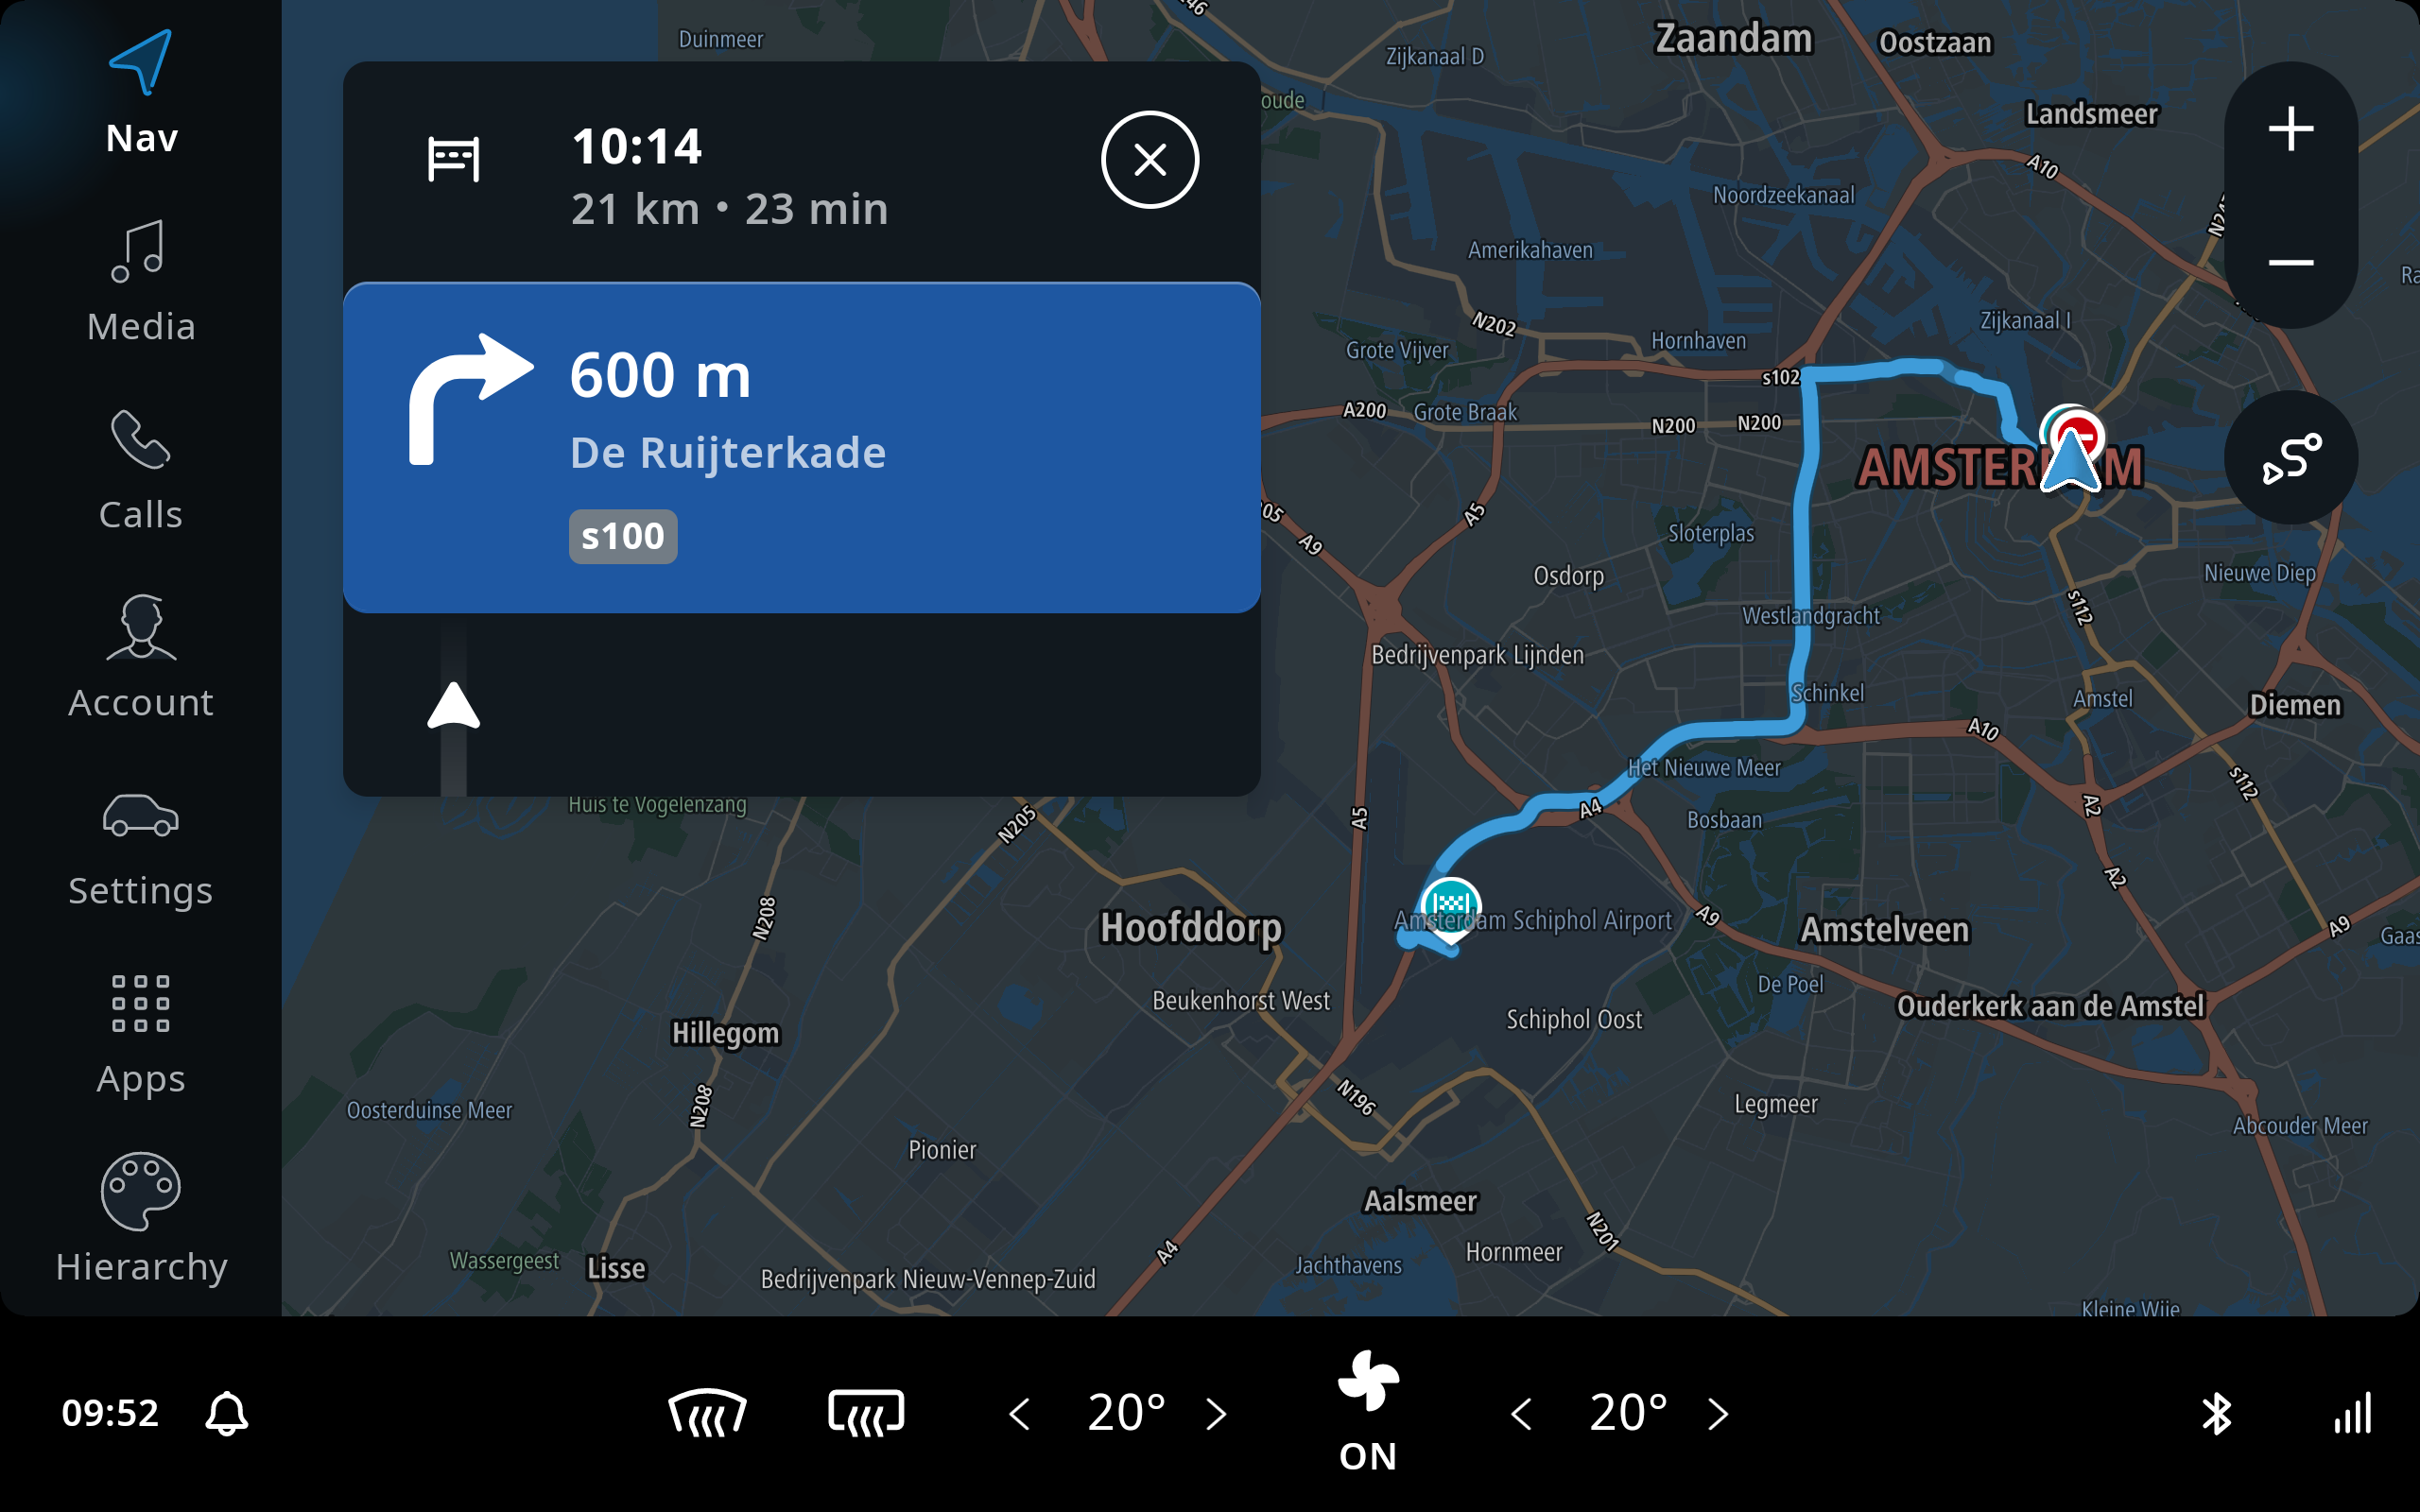 Nav
Media
Calls
Account
Settings
Apps
Hierarchy
10:14
21 km • 23 min
600 m
De Ruijterkade
s100
Duinmeer
Zijkanaal D
Zaandam
Oostzaan
Landsmeer
A10
Noordzeekanaal
Amerikahaven
Zijkanaal I
N202
Hornhaven
Grote Vijver
s102
A200
Grote Braak
N200
N200
AMSTER
M
A5
A9
Sloterplas
Osdorp
Nieuwe Diep
s112
Westlandgracht
Bedrijvenpark Lijnden
Schinkel
Amstel
Diemen
A10
Het Nieuwe Meer
s112
Huis te Vogelenzang
N205
A5
A4
Bosbaan
A2
A2
N208
Hoofddorp
Amsterdam Schiphol Airport
A9
Amstelveen
A9
De Poel
Beukenhorst West
Schiphol Oost
Ouderkerk aan de Amstel
Hillegom
Oosterduinse Meer
N208
N196
Legmeer
Abcouder Meer
Pionier
Aalsmeer
N201
Hornmeer
A4
Wassergeest
Lisse
Jachthavens
Bedrijvenpark Nieuw-Vennep-Zuid
09:52
20°
ON
20°